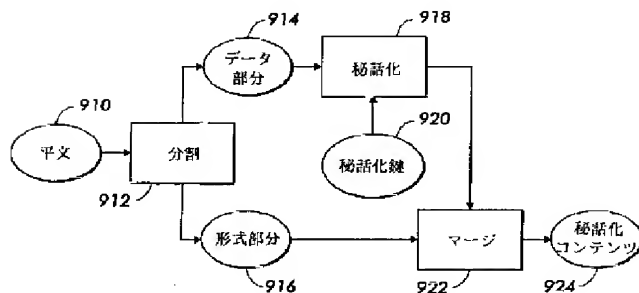 914
データ
部分
918
秘話化
910
平文
分割
912
920
秘話化鍵
形式部分
916
マージ
922
秘話化
コンテンツ
924